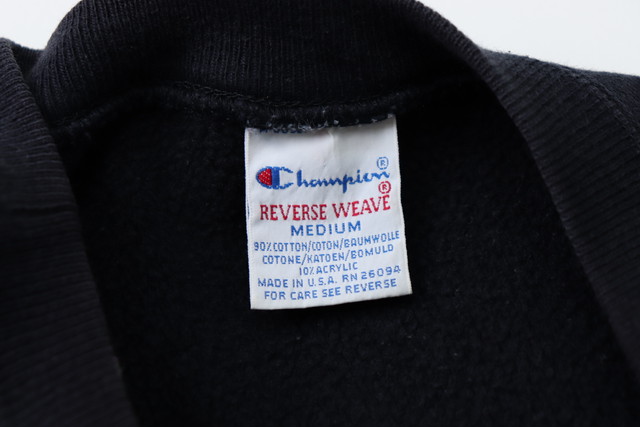 Champion®
REVERSE WEAVE®
MEDIUM
90% COTTON/COTON/BAUMWOLLE
COTONE/KATOEN/BOMULD
10% ACRYLIC
MADE IN U.S.A. RN 26094
FOR CARE SEE REVERSE